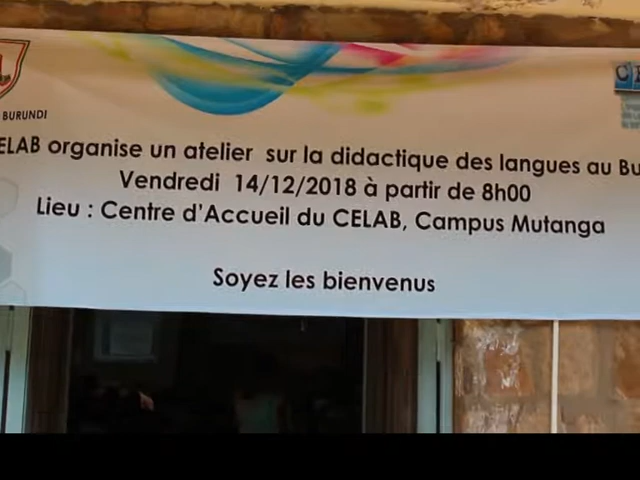 BURUNDI
ELAB organise un atelier sur la didactique des langues au Bu
Vendredi 14/12/2018 à partir de 8h00
Lieu : Centre d'Accueil du CELAB, Campus Mutanga
Soyez les bienvenus